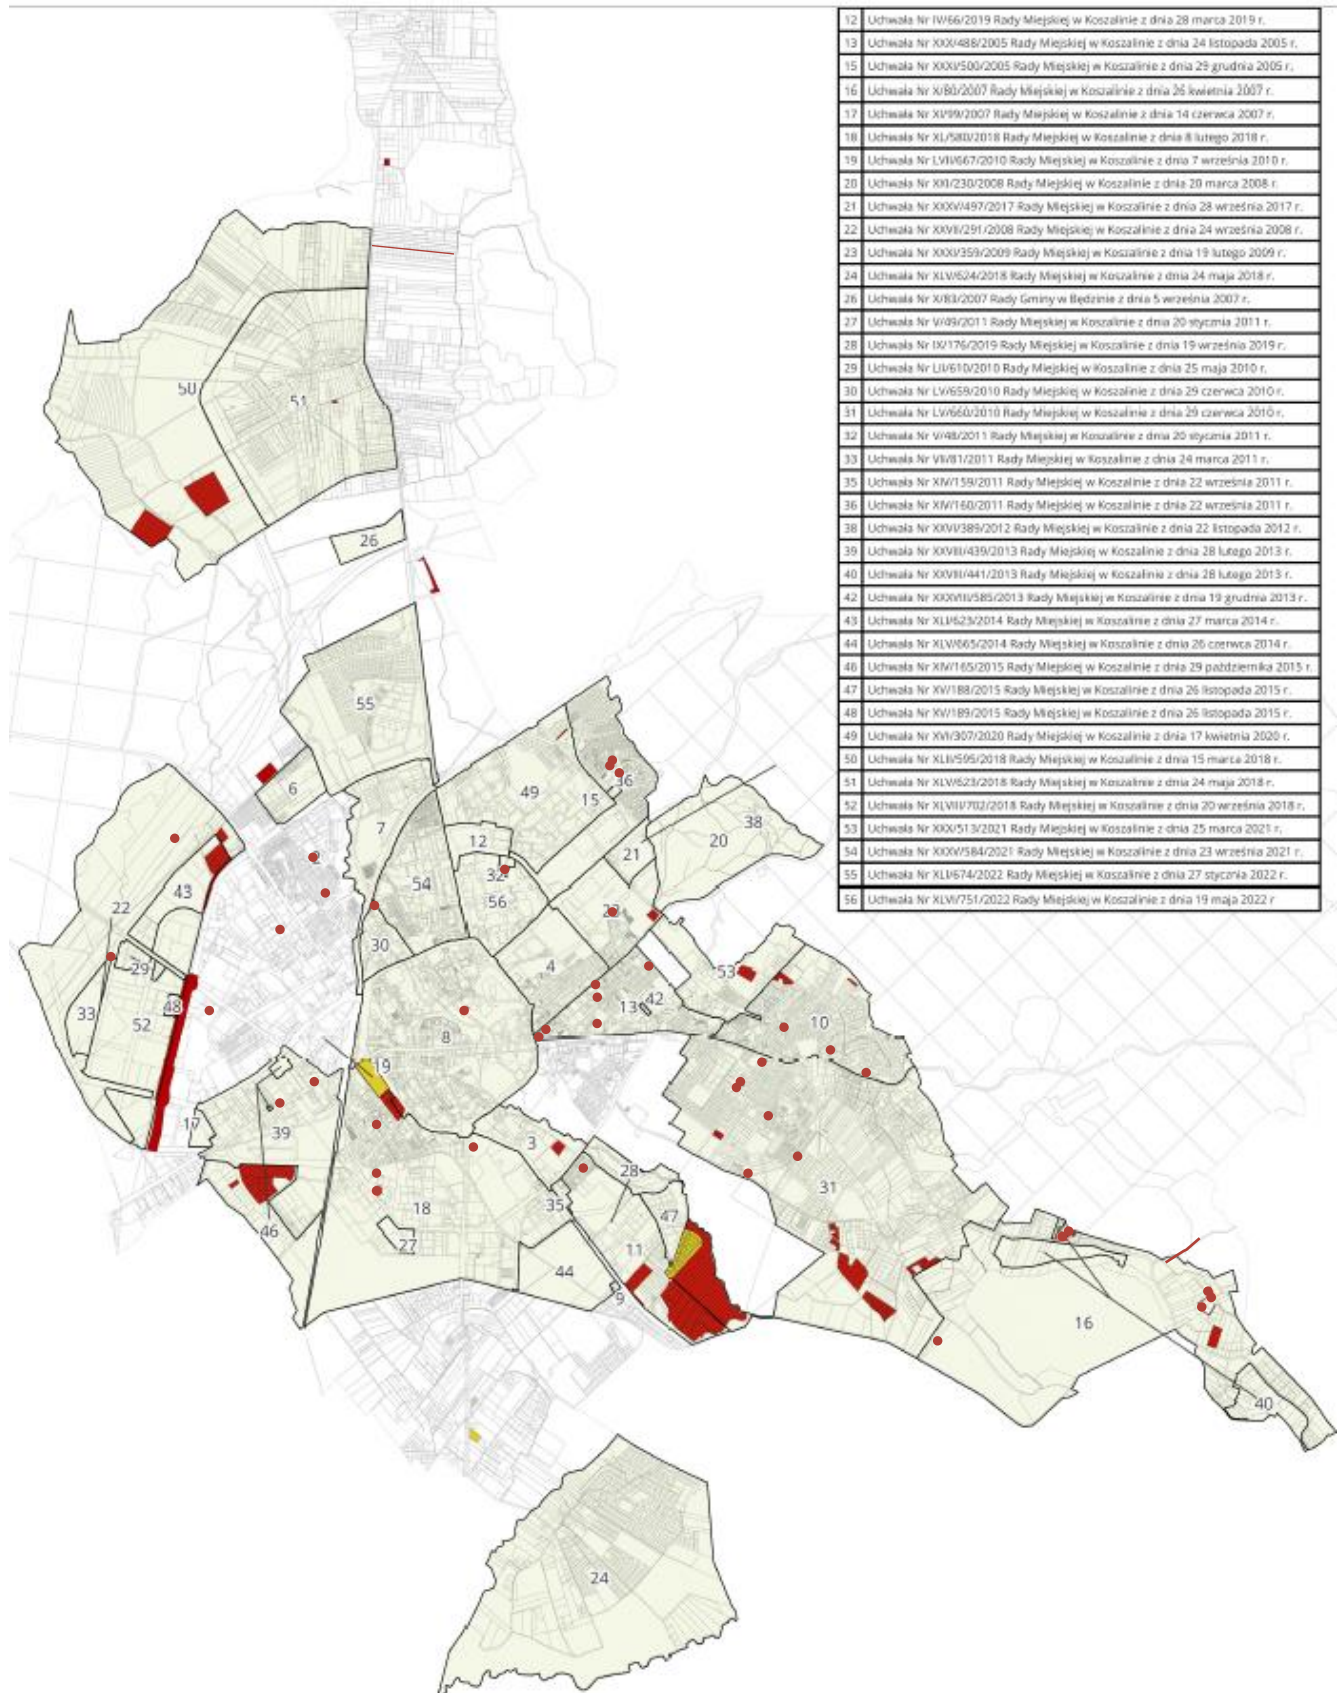 12 Uchwała Nr IV/66/2019 Rady Miejskiej w Koszalinie z dnia 28 marca 2019 r.
13 Uchwała Nr XXX/488/2005 Rady Miejskiej w Koszalinie z dnia 24 listopada 2005 r.
15 Uchwała Nr XXXI/500/2005 Rady Miejskiej w Koszalinie z dnia 29 grudnia 2005 r.
16 Uchwała Nr X/80/2007 Rady Miejskiej w Koszalinie z dnia 26 kwietnia 2007 r.
17 Uchwała Nr XI/99/2007 Rady Miejskiej w Koszalinie z dnia 14 czerwca 2007 r.
18 Uchwała Nr XL/580/2018 Rady Miejskiej w Koszalinie z dnia 8 lutego 2018 r.
19 Uchwała Nr LVII/667/2010 Rady Miejskiej w Koszalinie z dnia 7 września 2010 r.
20 Uchwała Nr XXI/230/2008 Rady Miejskiej w Koszalinie z dnia 20 marca 2008 r.
21 Uchwała Nr XXXV/497/2017 Rady Miejskiej w Koszalinie z dnia 28 września 2017 r.
22 Uchwała Nr XXVII/291/2008 Rady Miejskiej w Koszalinie z dnia 24 września 2008 r.
23 Uchwała Nr XXXI/359/2009 Rady Miejskiej w Koszalinie z dnia 19 lutego 2009 r.
24 Uchwała Nr XLV/624/2018 Rady Miejskiej w Koszalinie z dnia 24 maja 2018 r.
26 Uchwała Nr X/83/2007 Rady Gminy w Będzinie z dnia 5 września 2007 r.
27 Uchwała Nr V/49/2011 Rady Miejskiej w Koszalinie z dnia 20 stycznia 2011 r.
28 Uchwała Nr IX/176/2019 Rady Miejskiej w Koszalinie z dnia 19 września 2019 r.
29 Uchwała Nr LII/610/2010 Rady Miejskiej w Koszalinie z dnia 25 maja 2010 r.
30 Uchwała Nr LV/659/2010 Rady Miejskiej w Koszalinie z dnia 29 czerwca 2010 r.
31 Uchwała Nr LV/660/2010 Rady Miejskiej w Koszalinie z dnia 29 czerwca 2010 r.
32 Uchwała Nr V/48/2011 Rady Miejskiej w Koszalinie z dnia 20 stycznia 2011 r.
33 Uchwała Nr VII/81/2011 Rady Miejskiej w Koszalinie z dnia 24 marca 2011 r.
35 Uchwała Nr XIV/159/2011 Rady Miejskiej w Koszalinie z dnia 22 września 2011 r.
36 Uchwała Nr XIV/160/2011 Rady Miejskiej w Koszalinie z dnia 22 września 2011 r.
38 Uchwała Nr XXVI/389/2012 Rady Miejskiej w Koszalinie z dnia 22 listopada 2012 r.
39 Uchwała Nr XXVIII/439/2013 Rady Miejskiej w Koszalinie z dnia 28 lutego 2013 r.
40 Uchwała Nr XXVIII/441/2013 Rady Miejskiej w Koszalinie z dnia 28 lutego 2013 r.
42 Uchwała Nr XXXVIII/585/2013 Rady Miejskiej w Koszalinie z dnia 19 grudnia 2013 r.
43 Uchwała Nr XLI/623/2014 Rady Miejskiej w Koszalinie z dnia 27 marca 2014 r.
44 Uchwała Nr XLV/665/2014 Rady Miejskiej w Koszalinie z dnia 26 czerwca 2014 r.
46 Uchwała Nr XIV/165/2015 Rady Miejskiej w Koszalinie z dnia 29 października 2015 r.
47 Uchwała Nr XV/188/2015 Rady Miejskiej w Koszalinie z dnia 26 listopada 2015 r.
48 Uchwała Nr XV/189/2015 Rady Miejskiej w Koszalinie z dnia 26 listopada 2015 r.
49 Uchwała Nr XVI/307/2020 Rady Miejskiej w Koszalinie z dnia 17 kwietnia 2020 r.
50 Uchwała Nr XLII/595/2018 Rady Miejskiej w Koszalinie z dnia 15 marca 2018 r.
51 Uchwała Nr XLV/623/2018 Rady Miejskiej w Koszalinie z dnia 24 maja 2018 r.
52 Uchwała Nr XLVIII/702/2018 Rady Miejskiej w Koszalinie z dnia 20 września 2018 r.
53 Uchwała Nr XXX/513/2021 Rady Miejskiej w Koszalinie z dnia 25 marca 2021 r.
54 Uchwała Nr XXXV/584/2021 Rady Miejskiej w Koszalinie z dnia 23 września 2021 r.
55 Uchwała Nr XLI/674/2022 Rady Miejskiej w Koszalinie z dnia 27 stycznia 2022 r.
56 Uchwała Nr XLVI/751/2022 Rady Miejskiej w Koszalinie z dnia 19 maja 2022 r
50
51
26
55
6
49
15
36
7
12
21
20
38
2
43
54
32
56
22
23
30
29
4
53
33
48
52
13
42
10
8
19
17
39
3
28
31
18
35
47
46
27
11
44
9
16
40
24